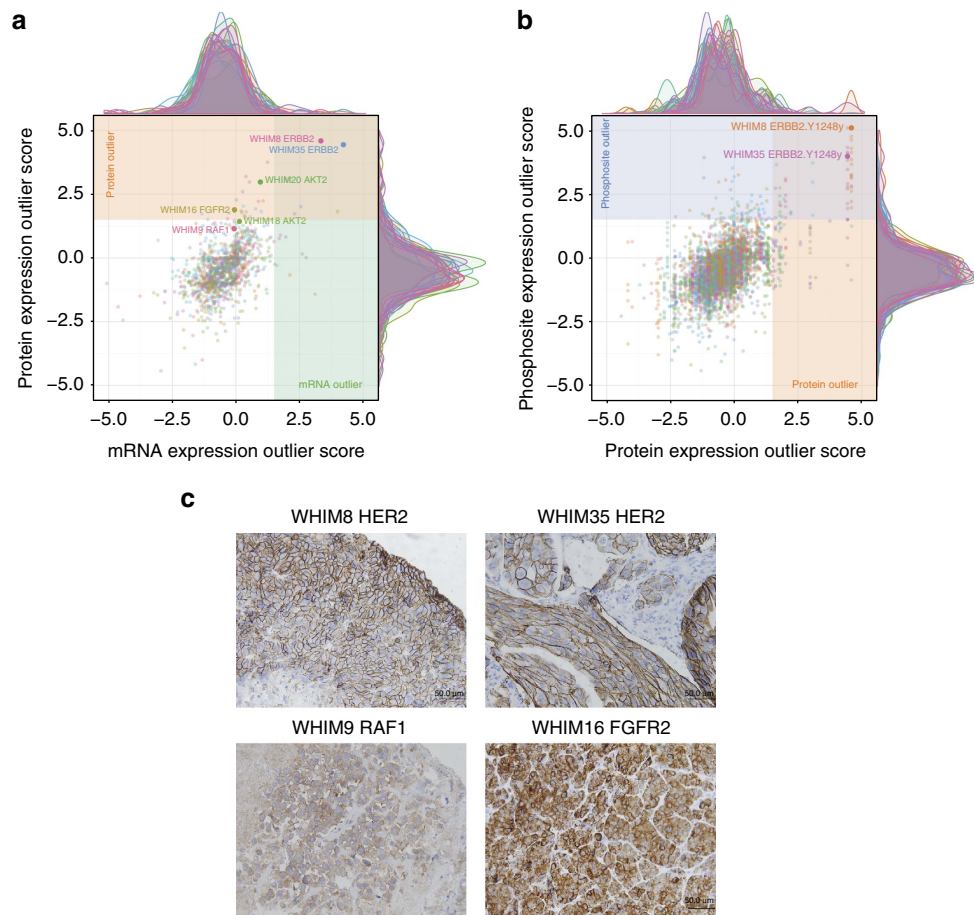 a
Protein expression outlier score
5.0
2.5
0.0
−2.5
−5.0
Protein outlier
WHIM8 ERBB2
WHIM35 ERBB2
WHIM20 AKT2
WHIM16 FGFR2
WHIM18 AKT2
WHIM9 RAF1
mRNA outlier
−5.0 −2.5 0.0 2.5 5.0
mRNA expression outlier score
b
Phosphosite expression outlier score
5.0
2.5
0.0
−2.5
−5.0
Phosphosite outlier
WHIM8 ERBB2.Y1248y
WHIM35 ERBB2.Y1248y
Protein outlier
−5.0 −2.5 0.0 2.5 5.0
Protein expression outlier score
c
WHIM8 HER2
50.0 µm
WHIM35 HER2
50.0 µm
WHIM9 RAF1
WHIM16 FGFR2
50.0 µm